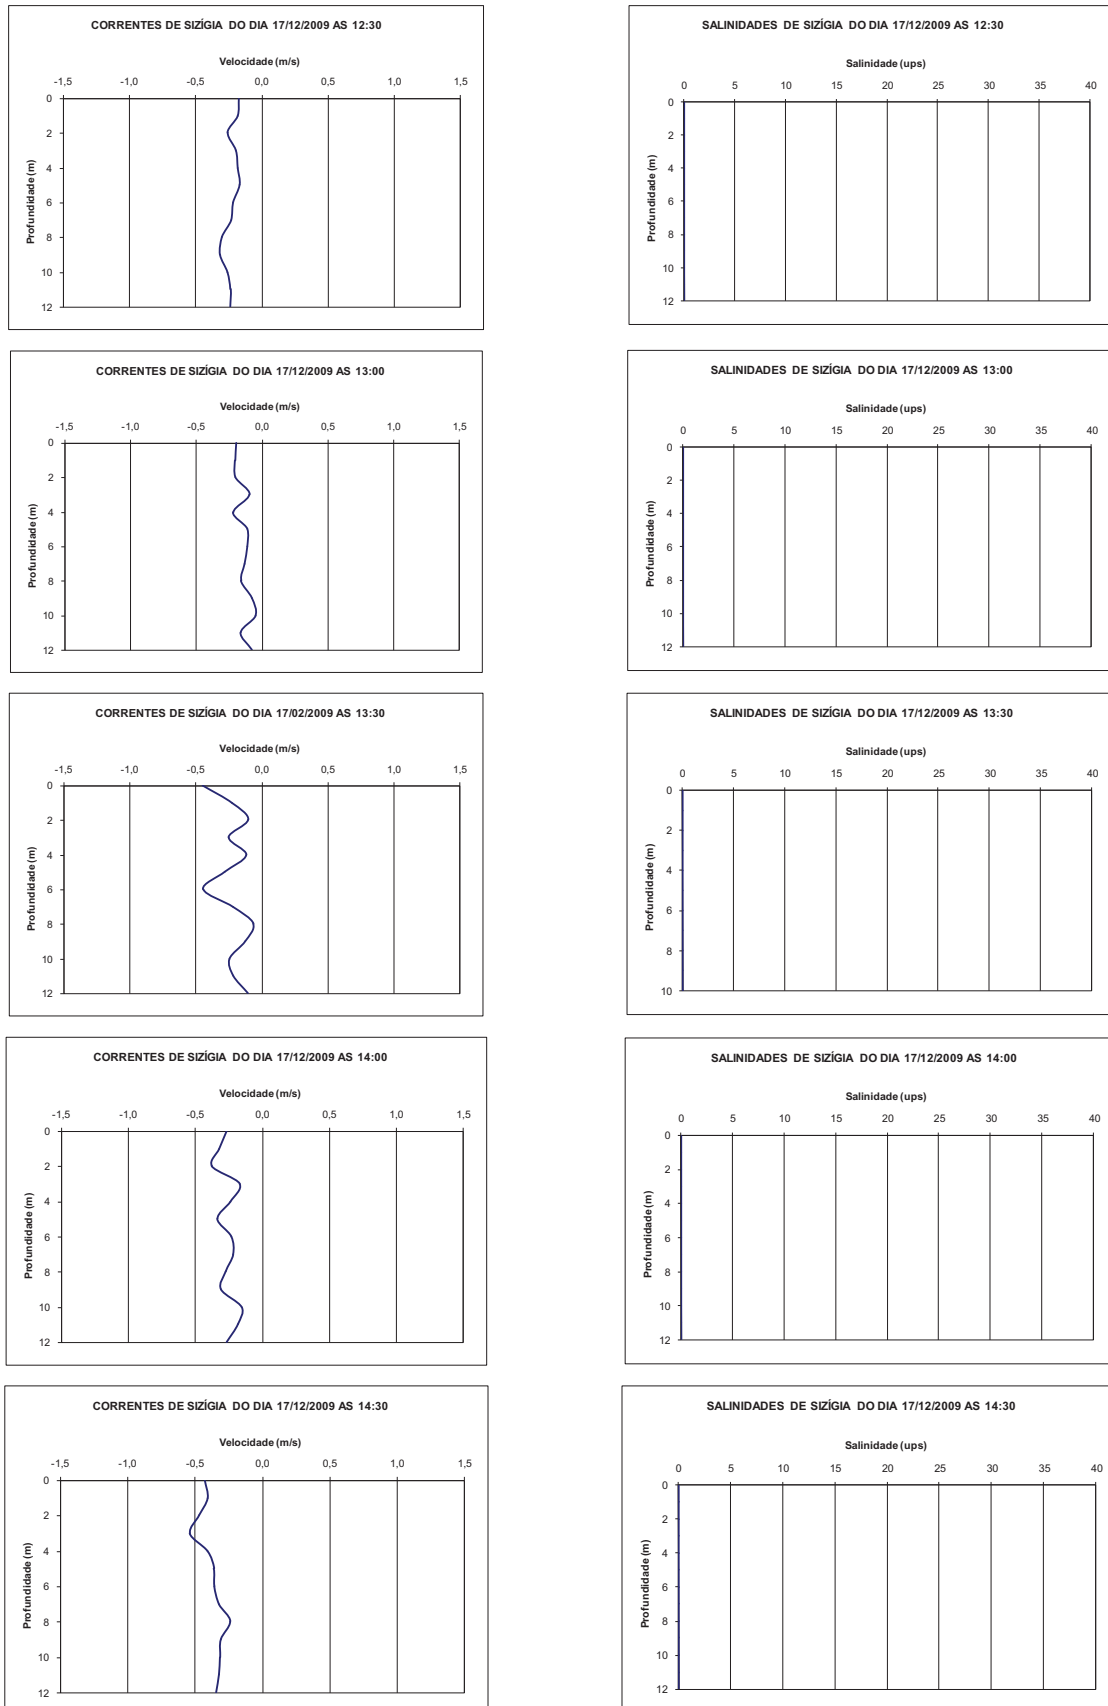 CORRENTES DE SIZÍGIA DO DIA 17/12/2009 AS 12:30
Velocidade (m/s)
-1,5 -1,0 -0,5 0,0 0,5 1,0 1,5
0
2
4
6
8
10
12
Profundidade (m)
SALINIDADES DE SIZÍGIA DO DIA 17/12/2009 AS 12:30
Salinidade (ups)
0 5 10 15 20 25 30 35 40
0
2
4
6
8
10
12
Profundidade (m)
CORRENTES DE SIZÍGIA DO DIA 17/12/2009 AS 13:00
Velocidade (m/s)
-1,5 -1,0 -0,5 0,0 0,5 1,0 1,5
0
2
4
6
8
10
12
Profundidade (m)
SALINIDADES DE SIZÍGIA DO DIA 17/12/2009 AS 13:00
Salinidade (ups)
0 5 10 15 20 25 30 35 40
0
2
4
6
8
10
12
Profundidade (m)
CORRENTES DE SIZÍGIA DO DIA 17/02/2009 AS 13:30
Velocidade (m/s)
-1,5 -1,0 -0,5 0,0 0,5 1,0 1,5
0
2
4
6
8
10
12
Profundidade (m)
SALINIDADES DE SIZÍGIA DO DIA 17/12/2009 AS 13:30
Salinidade (ups)
0 5 10 15 20 25 30 35 40
0
2
4
6
8
10
Profundidade (m)
CORRENTES DE SIZÍGIA DO DIA 17/12/2009 AS 14:00
Velocidade (m/s)
-1,5 -1,0 -0,5 0,0 0,5 1,0 1,5
0
2
4
6
8
10
12
Profundidade (m)
SALINIDADES DE SIZÍGIA DO DIA 17/12/2009 AS 14:00
Salinidade (ups)
0 5 10 15 20 25 30 35 40
0
2
4
6
8
10
12
Profundidade (m)
CORRENTES DE SIZÍGIA DO DIA 17/12/2009 AS 14:30
Velocidade (m/s)
-1,5 -1,0 -0,5 0,0 0,5 1,0 1,5
0
2
4
6
8
10
12
Profundidade (m)
SALINIDADES DE SIZÍGIA DO DIA 17/12/2009 AS 14:30
Salinidade (ups)
0 5 10 15 20 25 30 35 40
0
2
4
6
8
10
12
Profundidade (m)